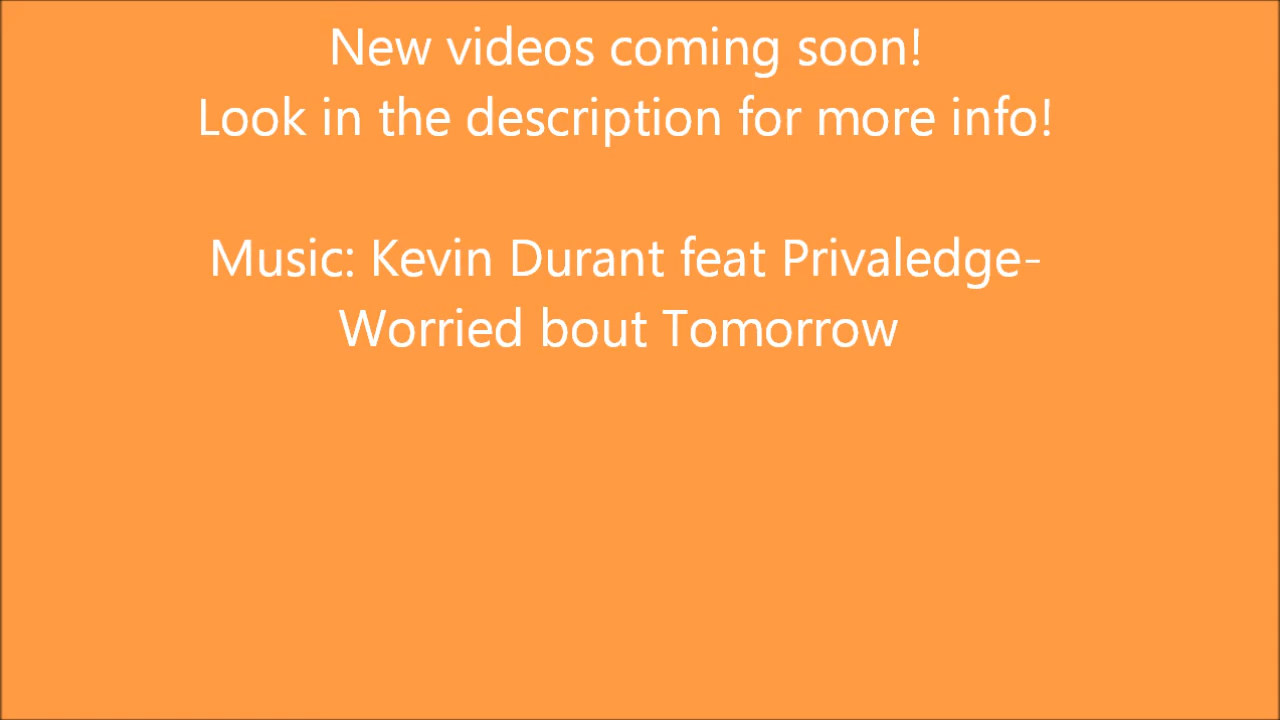 New videos coming soon!
Look in the description for more info!
Music: Kevin Durant feat Privaledge-
Worried bout Tomorrow